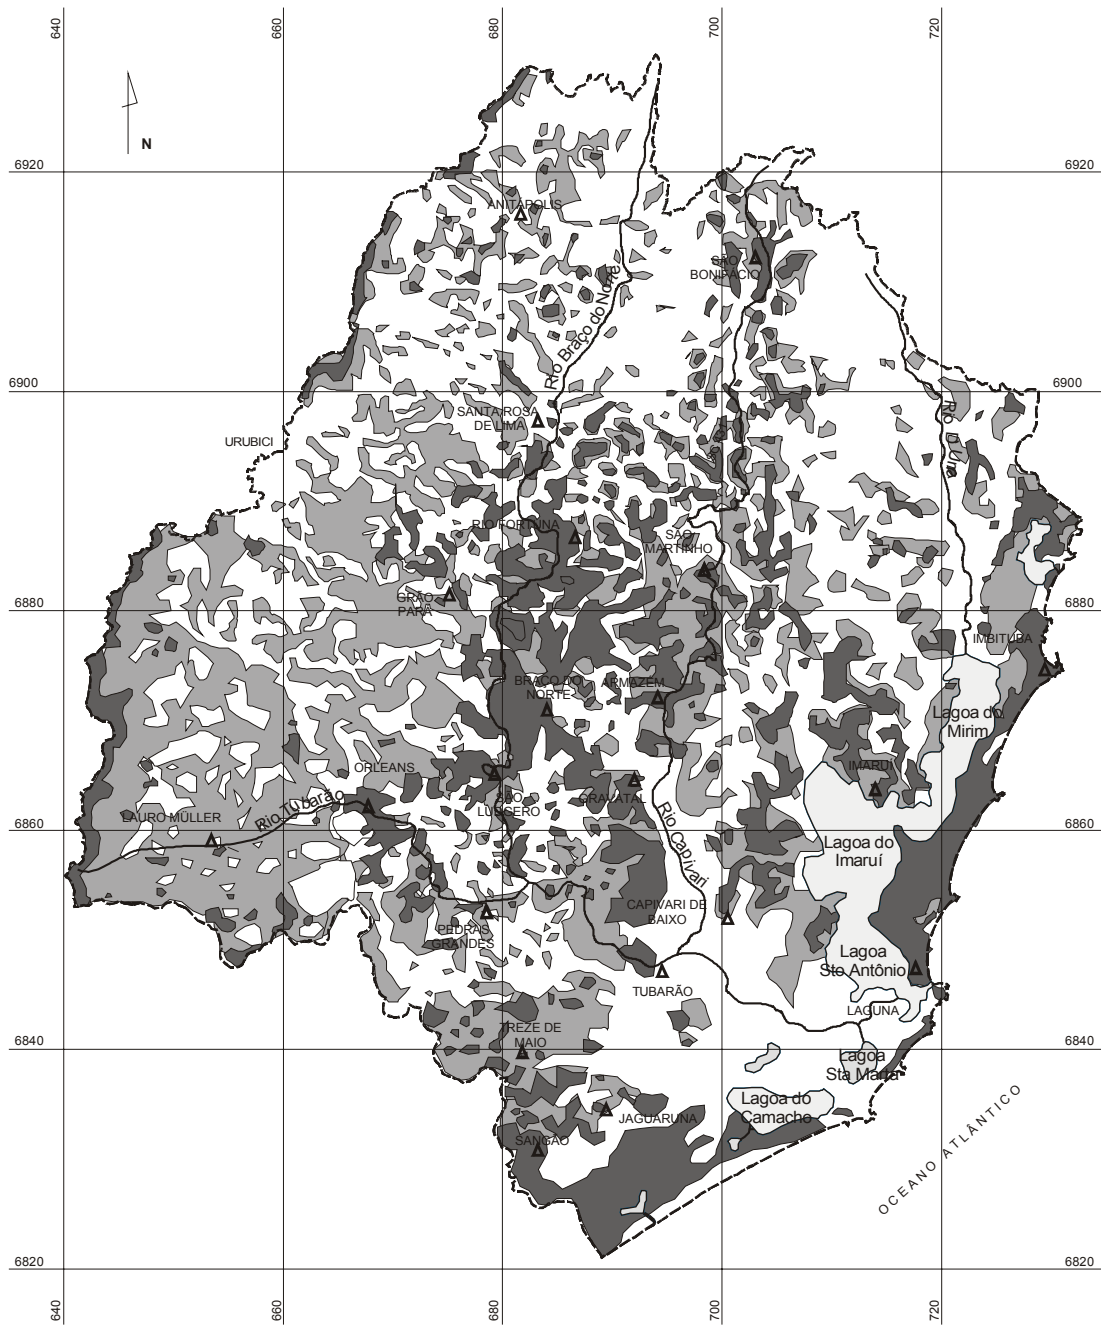 640
660
680
700
720
N
6920
6920
ANITÁPOLIS
SÃO
BONIFÁCIO
Rio Braço do Norte
6900
6900
SANTA ROSA
DE LIMA
URUBICI
Rio D'Una
RIO FORTUNA
SÃO
MARTINHO
GRÃO
PARÁ
6880
6880
IMBITUBA
BRAÇO DO
NORTE
ARMAZÉM
Lagoa do
Mirim
ORLEANS
IMARUÍ
SÃO
LUDGERO
GRAVATAL
LAURO MÜLLER
Rio Tubarão
Rio Capivari
6860
6860
Lagoa do
Imaruí
CAPIVARI DE
BAIXO
PEDRAS
GRANDES
Lagoa
Sto Antônio
TUBARÃO
LAGUNA
TREZE DE
MAIO
6840
6840
Lagoa
Sta Marta
Lagoa do
Camacho
JAGUARUNA
SANGÃO
OCEANO ATLÂNTICO
6820
6820
640
660
680
700
720